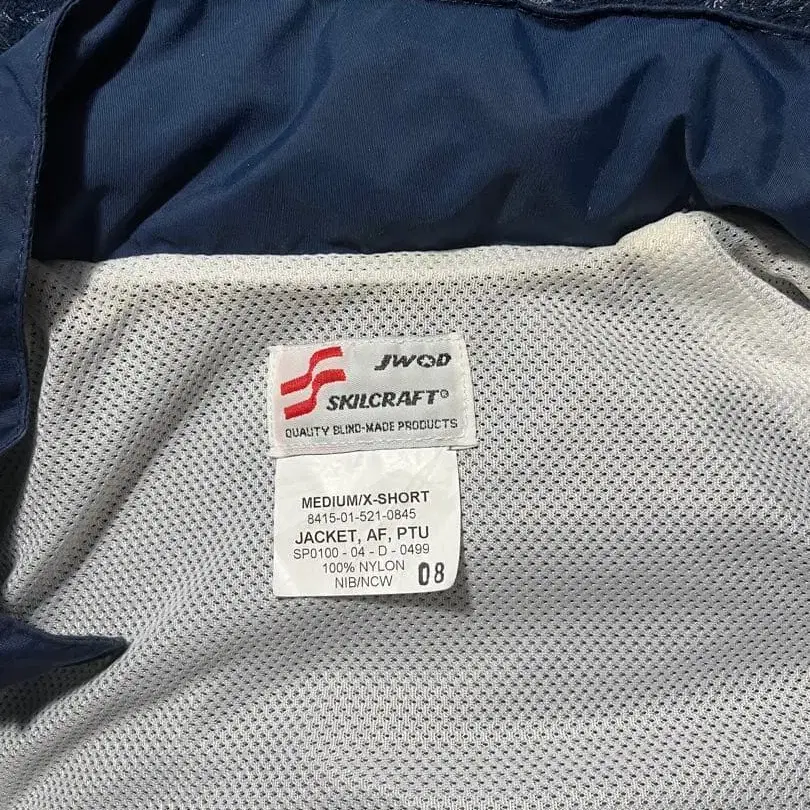 JWOD
SKILCRAFT®
QUALITY BLIND-MADE PRODUCTS
MEDIUM/X-SHORT
8415-01-521-0845
JACKET, AF, PTU
SP0100 - 04 - D - 0499
100% NYLON
NIB/NCW 08